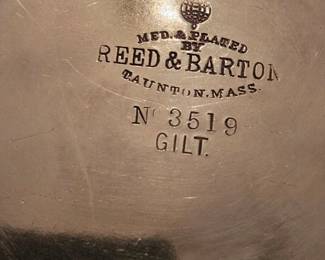 MFD.&PLATED
BY
REED & BARTON
TAUNTON.MASS.
No 3519
GILT.